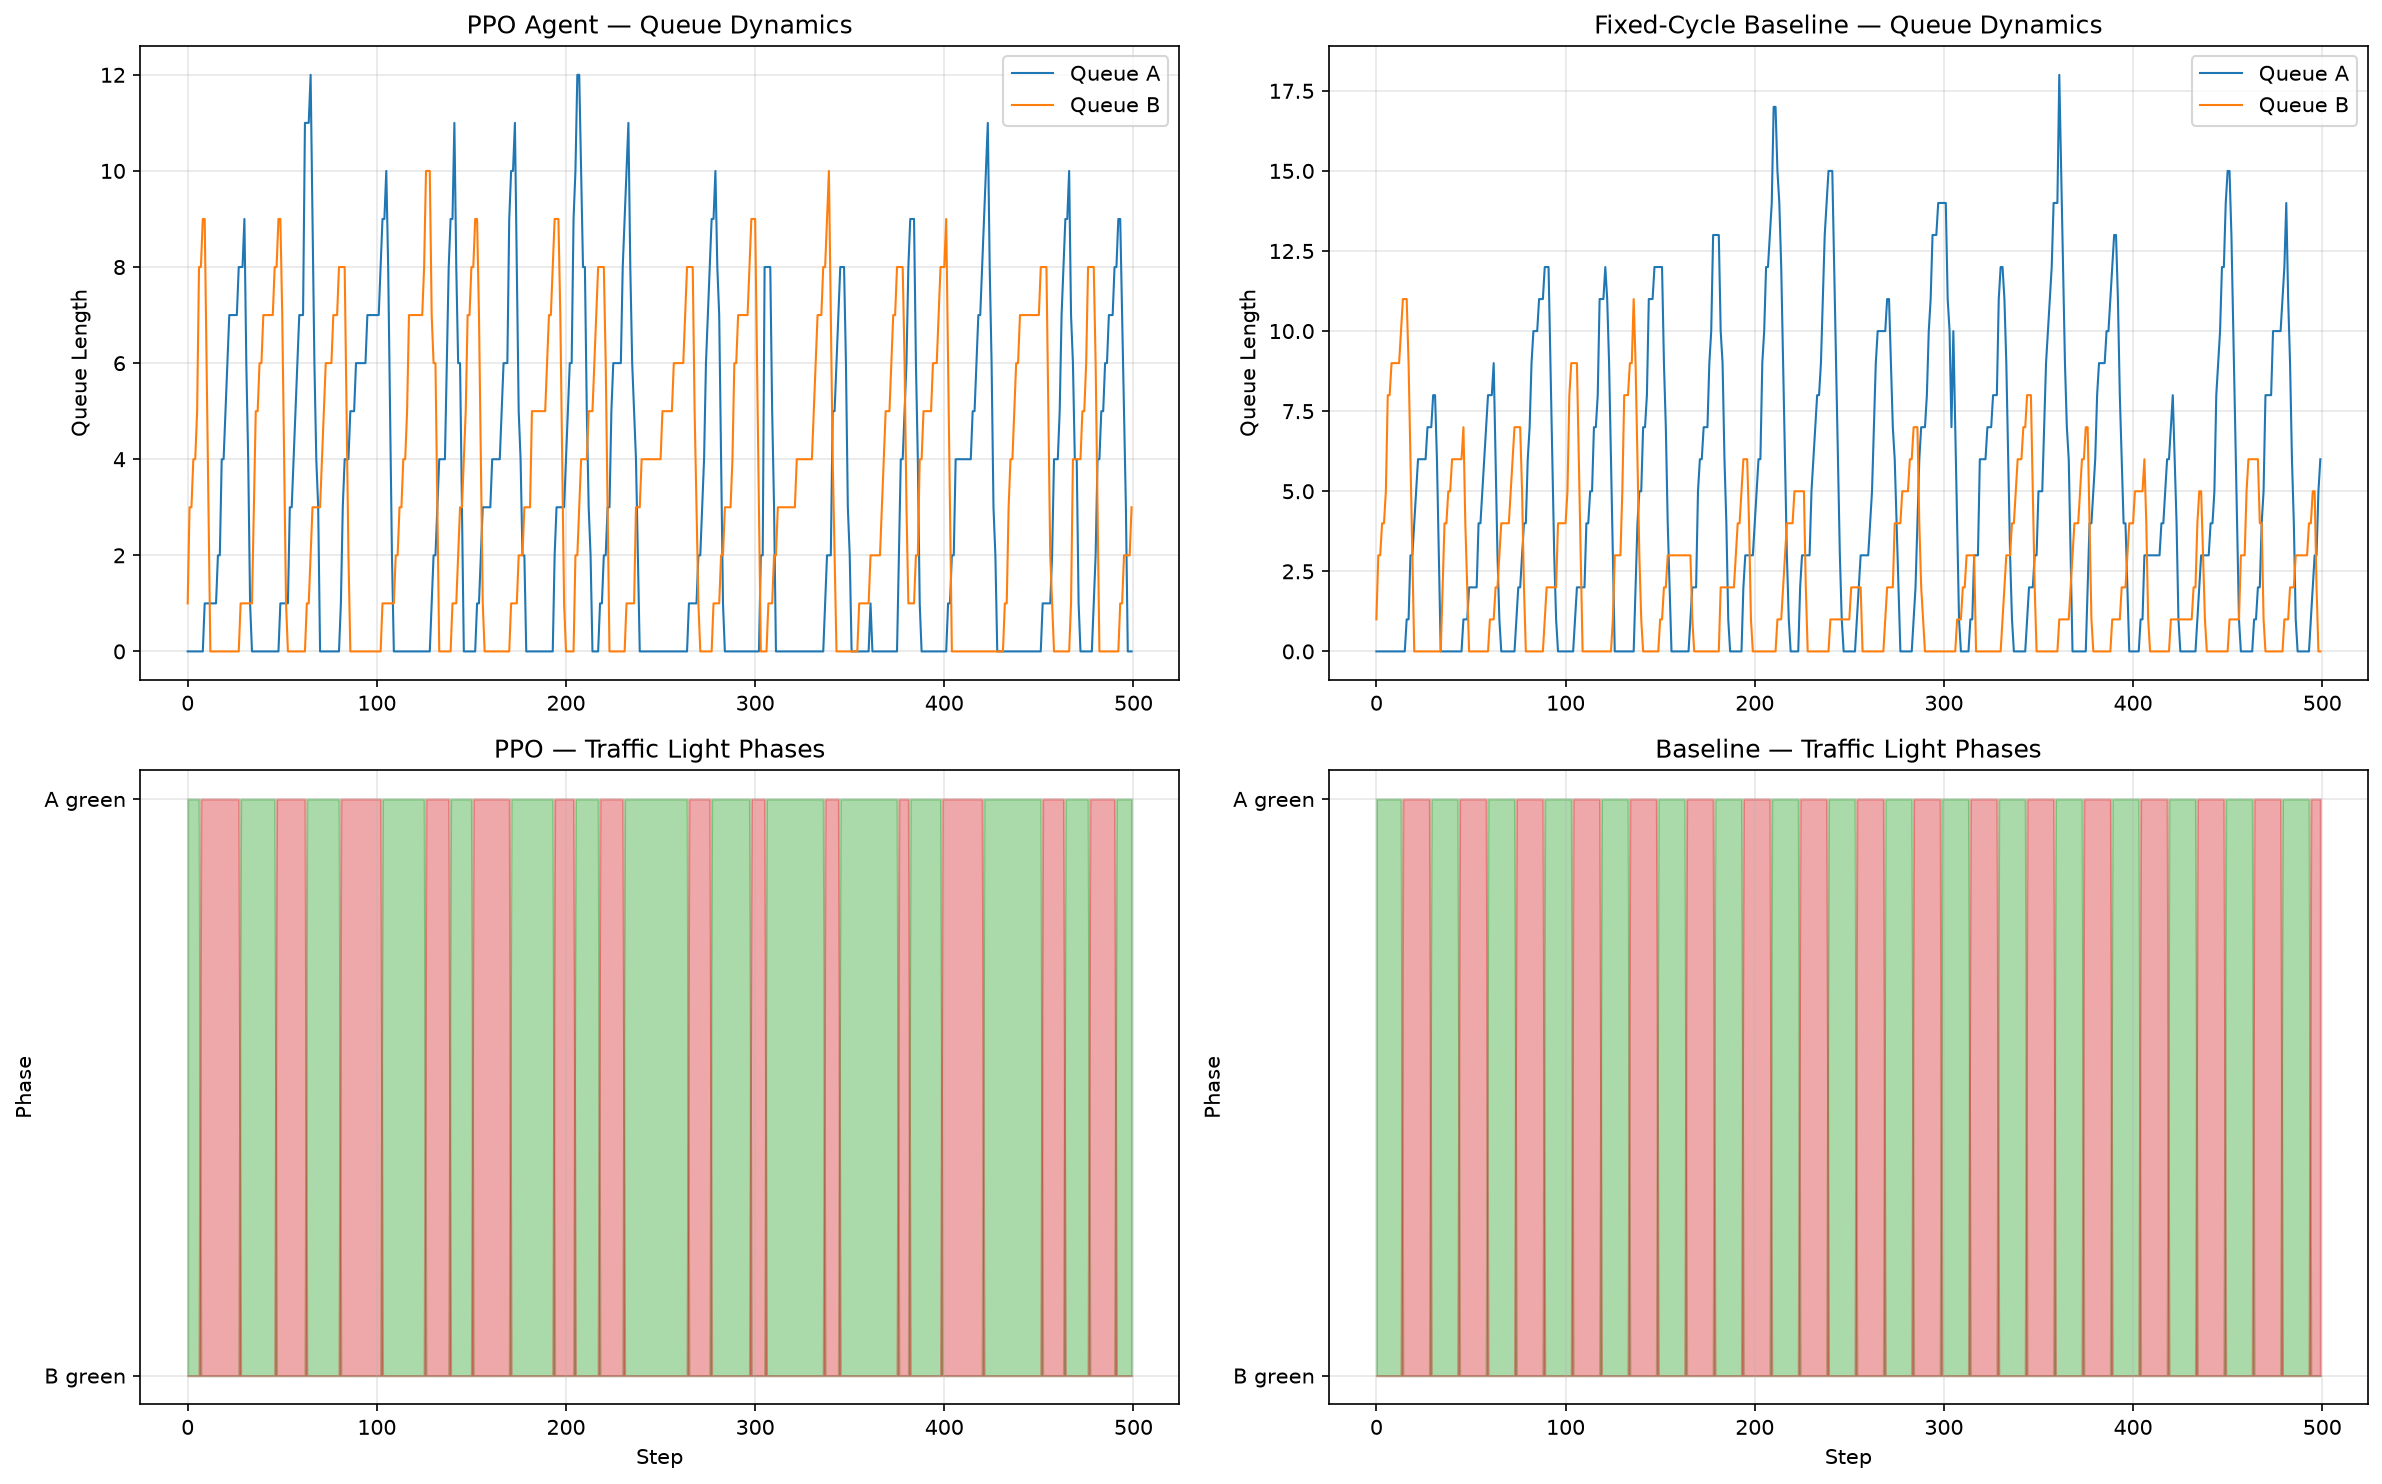 PPO Agent — Queue Dynamics
Queue Length
12
10
8
6
4
2
0
0 100 200 300 400 500
Queue A
Queue B
Fixed-Cycle Baseline — Queue Dynamics
Queue Length
17.5
15.0
12.5
10.0
7.5
5.0
2.5
0.0
0 100 200 300 400 500
Queue A
Queue B
PPO — Traffic Light Phases
Phase
A green
B green
0 100 200 300 400 500
Step
Baseline — Traffic Light Phases
Phase
A green
B green
0 100 200 300 400 500
Step